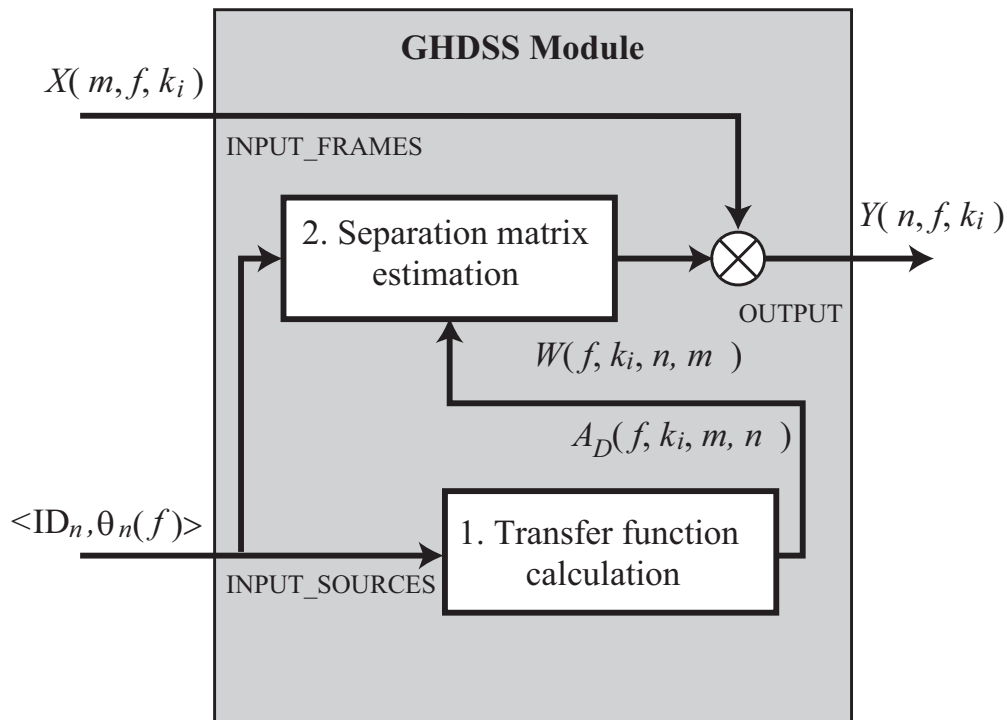 GHDSS Module
X( m, f, kᵢ )
INPUT_FRAMES
2. Separation matrix
estimation
Y( n, f, kᵢ )
OUTPUT
W( f, kᵢ, n, m )
A_D( f, kᵢ, m, n )
<IDₙ,θₙ(f)>
INPUT_SOURCES
1. Transfer function
calculation